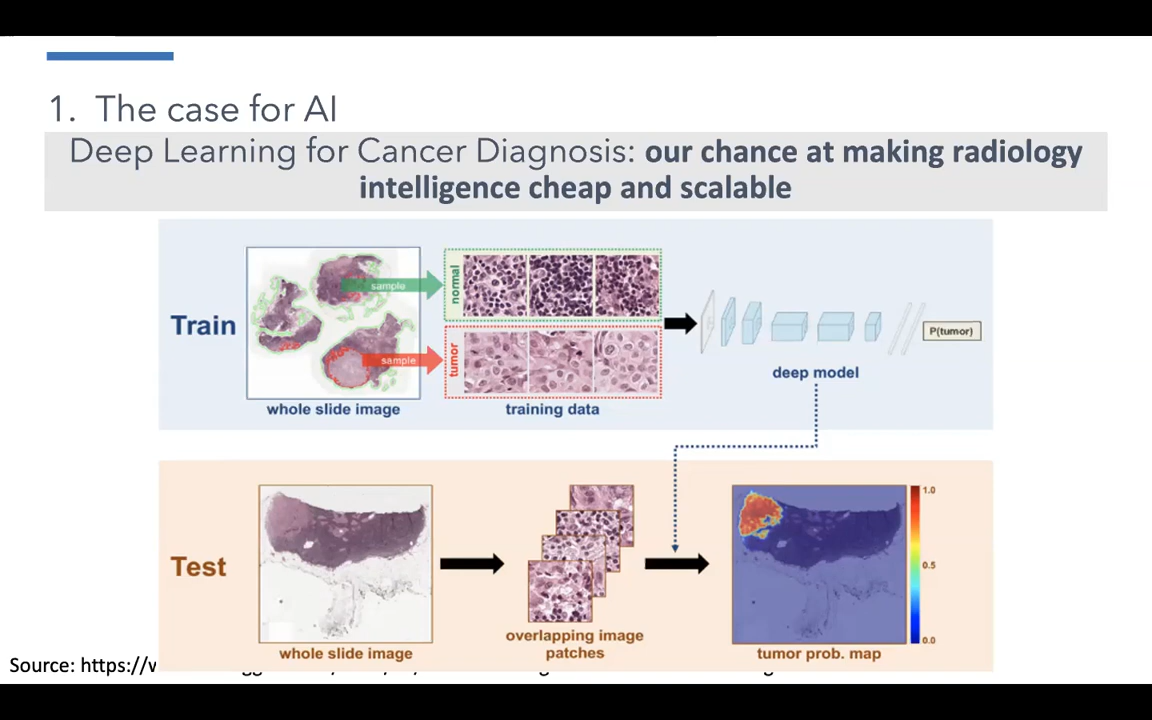 1. The case for AI
Deep Learning for Cancer Diagnosis: our chance at making radiology
intelligence cheap and scalable
Train
sample
sample
normal
tumor
P(tumor)
deep model
whole slide image
training data
Test
1.0
0.5
0.0
overlapping image
patches
whole slide image
tumor prob. map
Source: https://w